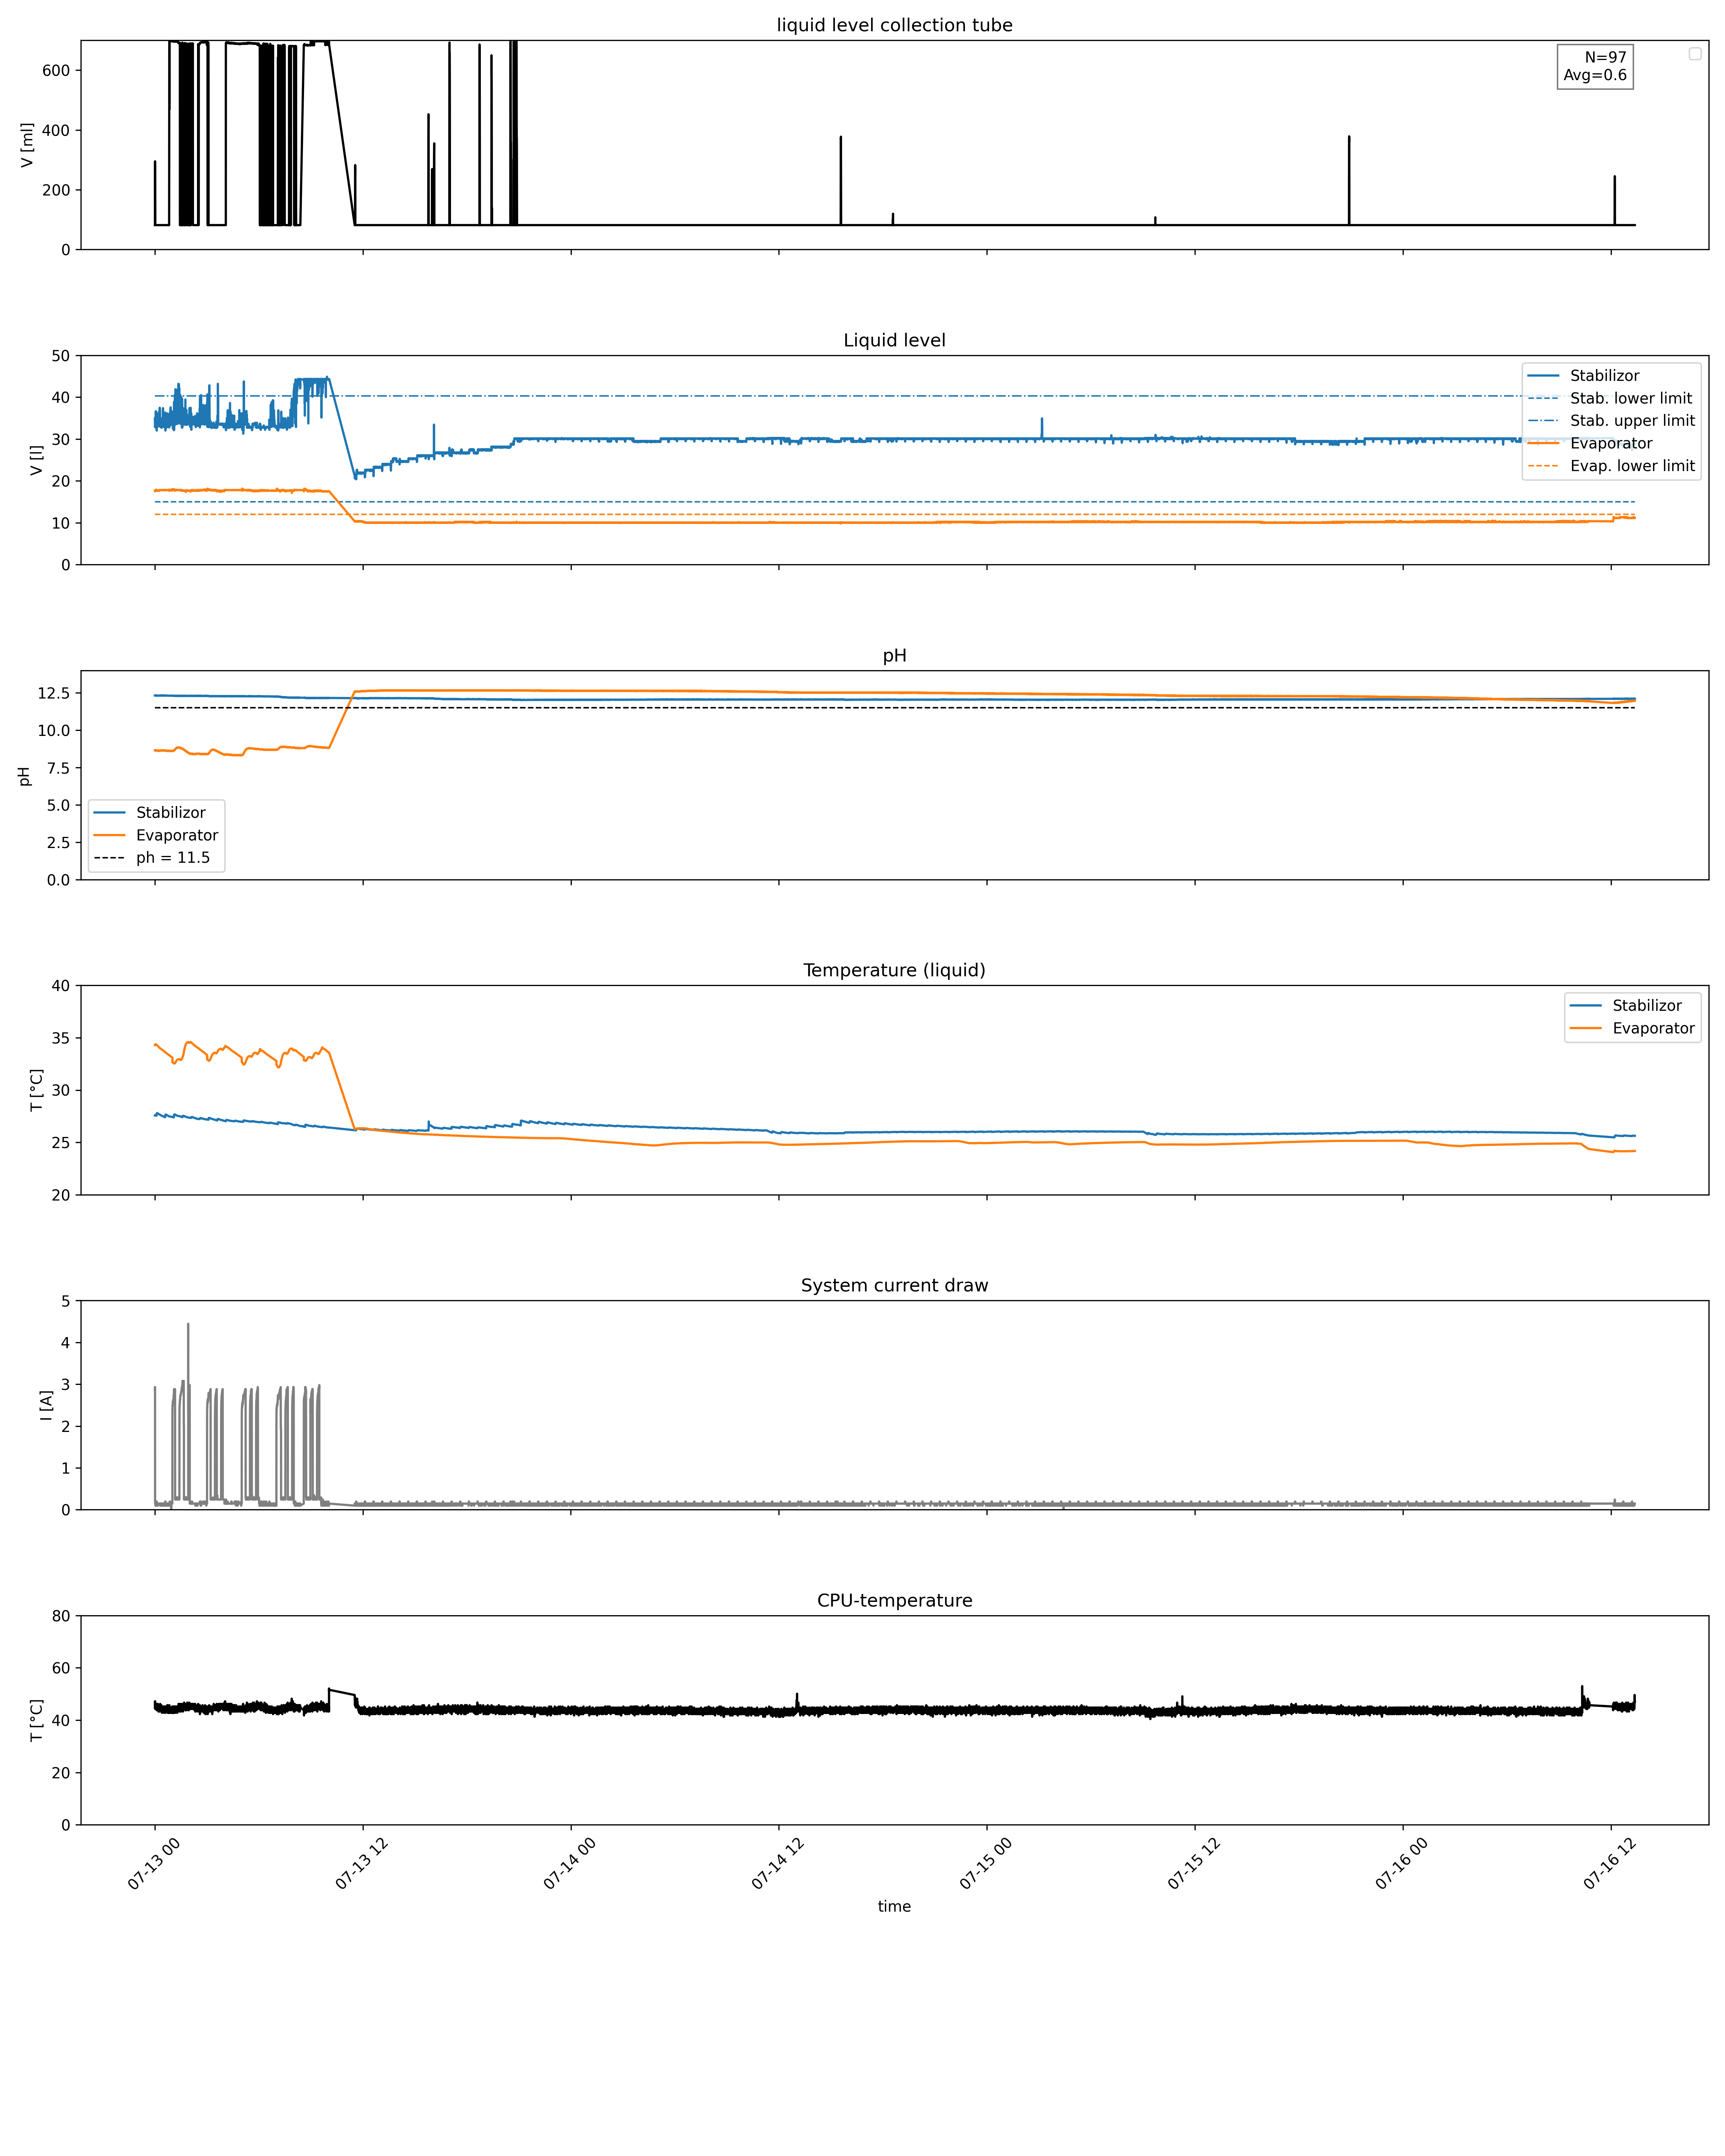 liquid level collection tube
V [ml]
600
400
200
0
N=97
Avg=0.6
Liquid level
V [l]
50
40
30
20
10
0
Stabilizor
Stab. lower limit
Stab. upper limit
Evaporator
Evap. lower limit
pH
pH
12.5
10.0
7.5
5.0
2.5
0.0
Stabilizor
Evaporator
ph = 11.5
Temperature (liquid)
T [°C]
40
35
30
25
20
Stabilizor
Evaporator
System current draw
I [A]
5
4
3
2
1
0
CPU-temperature
T [°C]
80
60
40
20
0
07-13 00
07-13 12
07-14 00
07-14 12
07-15 00
07-15 12
07-16 00
07-16 12
time